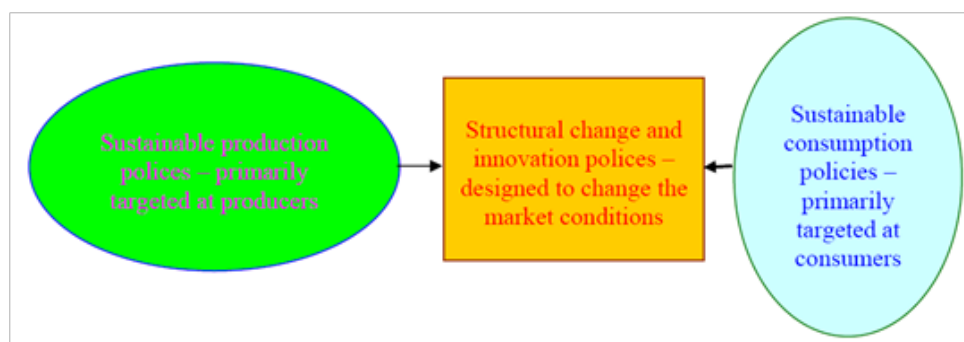 Sustainable production
polices – primarily
targeted at producers
Structural change and
innovation polices –
designed to change the
market conditions
Sustainable
consumption
policies –
primarily
targeted at
consumers